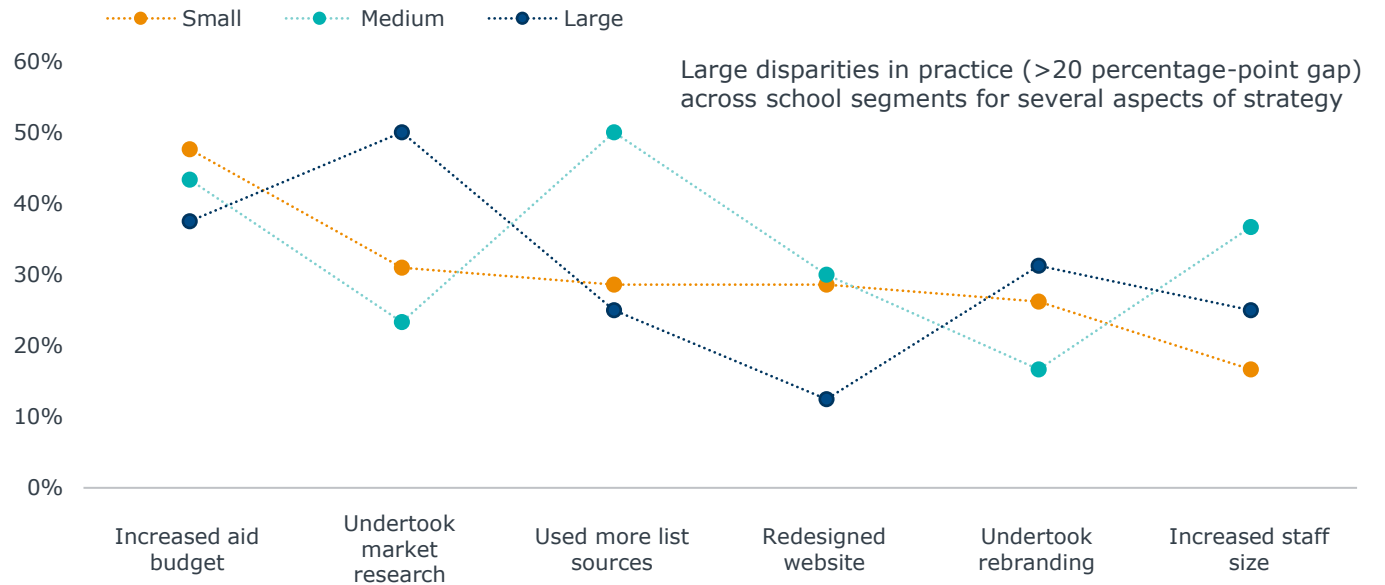 Small Medium Large
60%
Large disparities in practice (>20 percentage-point gap)
across school segments for several aspects of strategy
50%
40%
30%
20%
10%
0%
Increased aid
budget
Undertook
market
research
Used more list
sources
Redesigned
website
Undertook
rebranding
Increased staff
size